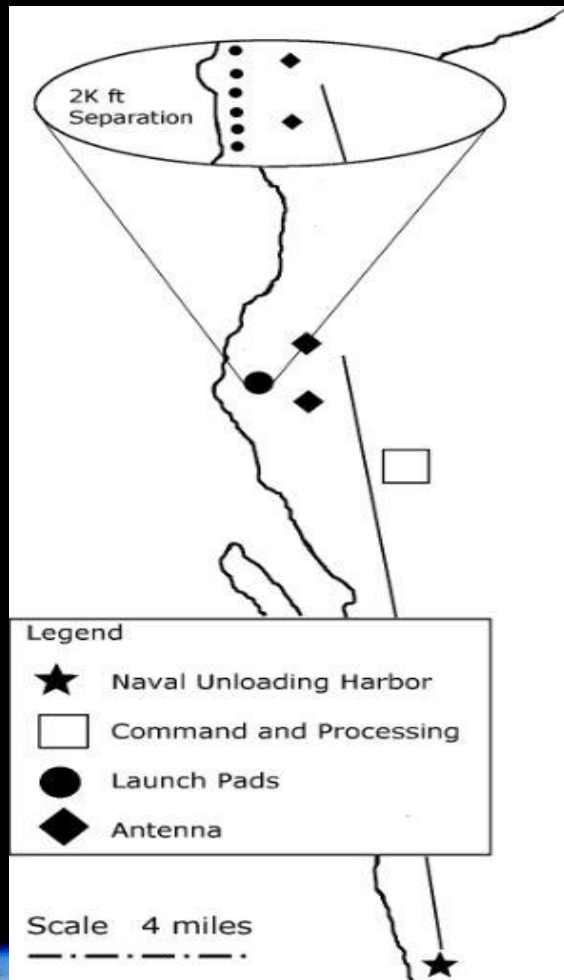 2K ft
Separation
Legend
Naval Unloading Harbor
Command and Processing
Launch Pads
Antenna
Scale 4 miles